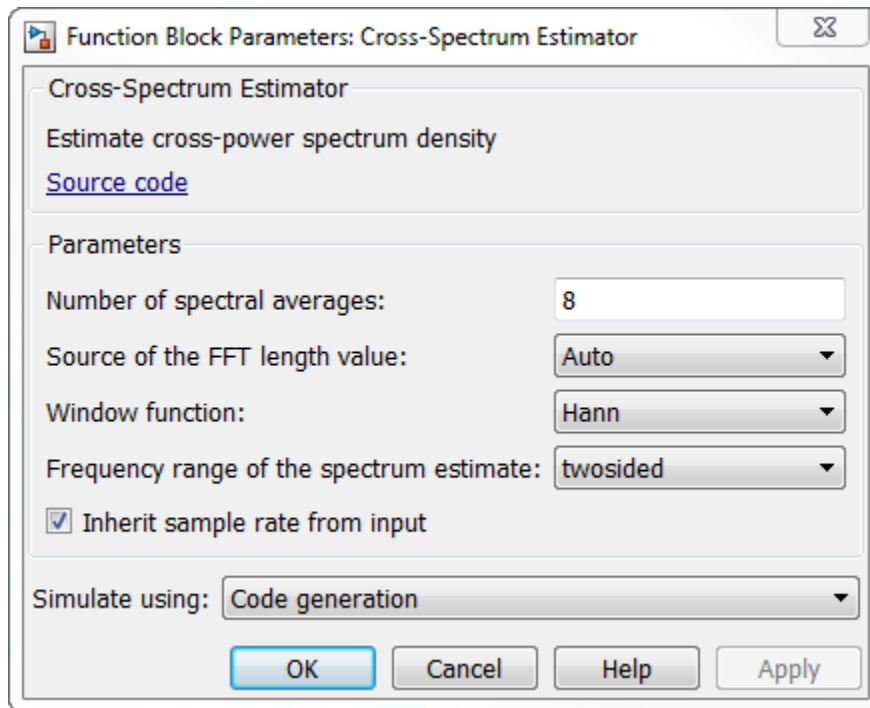 Function Block Parameters: Cross-Spectrum Estimator
Cross-Spectrum Estimator
Estimate cross-power spectrum density
Source code
Parameters
Number of spectral averages: 8
Source of the FFT length value: Auto
Window function: Hann
Frequency range of the spectrum estimate: twosided
Inherit sample rate from input
Simulate using: Code generation
OK Cancel Help Apply